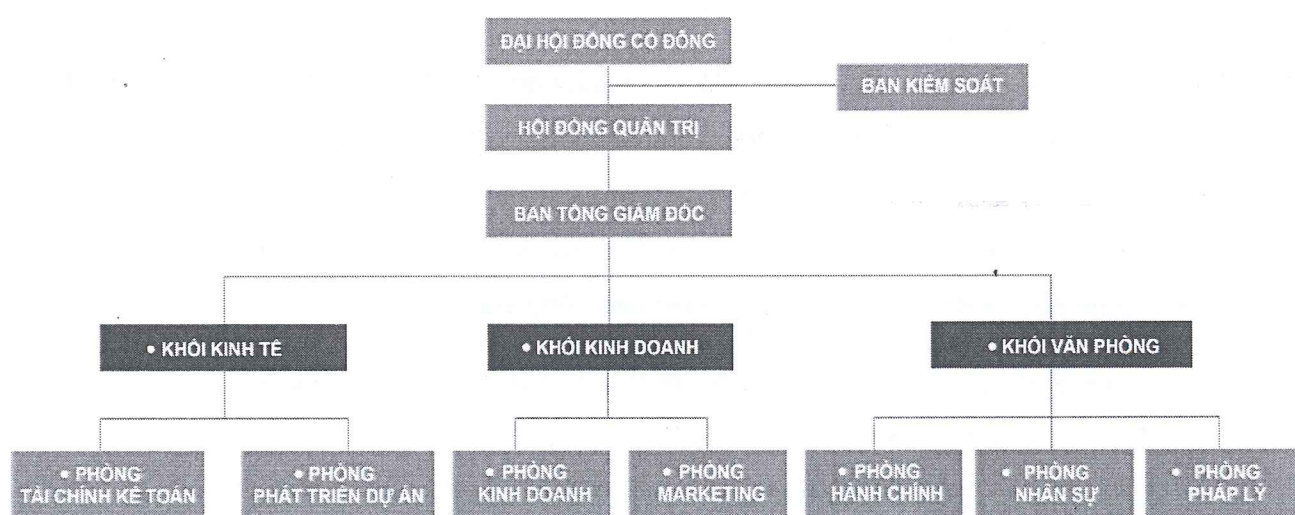 ĐẠI HỘI ĐỒNG CỔ ĐÔNG
BAN KIỂM SOÁT
HỘI ĐỒNG QUẢN TRỊ
BAN TỔNG GIÁM ĐỐC
• KHỐI KINH TẾ
• KHỐI KINH DOANH
• KHỐI VĂN PHÒNG
• PHÒNG
TÀI CHÍNH KẾ TOÁN
• PHÒNG
PHÁT TRIỂN DỰ ÁN
• PHÒNG
KINH DOANH
• PHÒNG
MARKETING
• PHÒNG
HÀNH CHÍNH
• PHÒNG
NHÂN SỰ
• PHÒNG
PHÁP LÝ